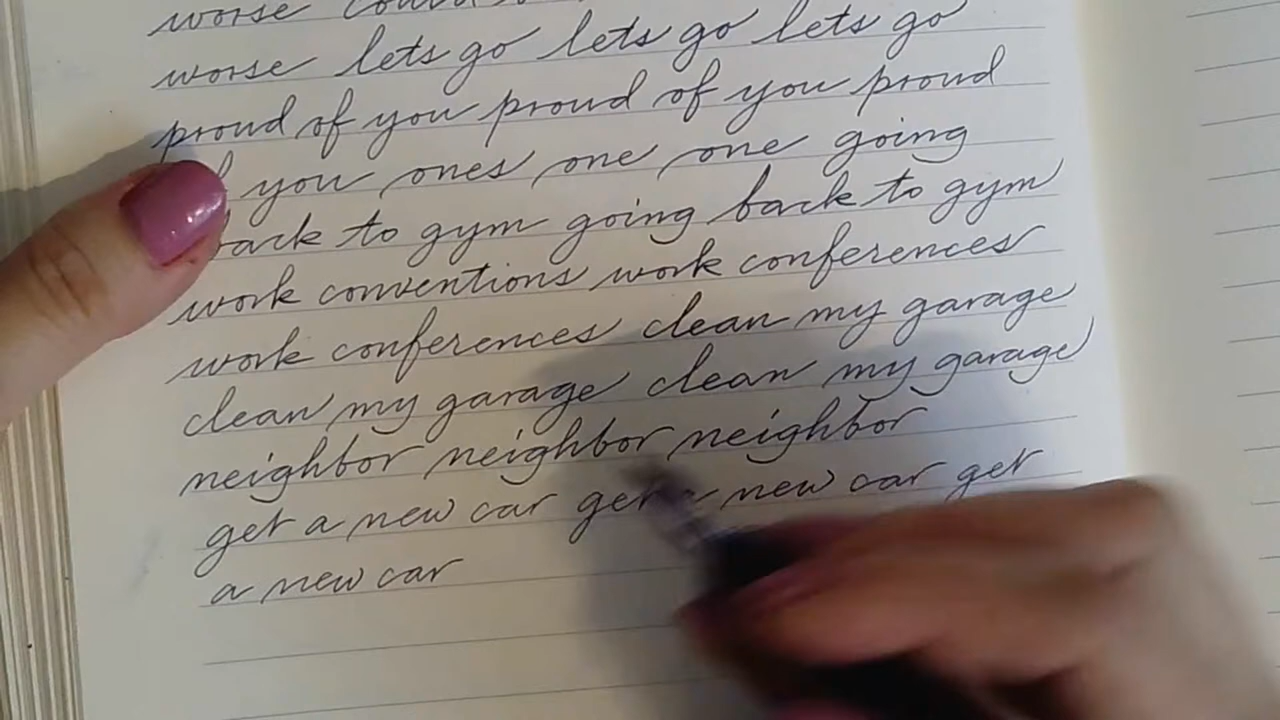 worse could
worse lets go lets go lets go
proud of you proud of you proud
you ones one one going
back to gym going back to gym
work conventions work conferences
work conferences clean my garage
clean my garage clean my garage
neighbor neighbor neighbor
get a new car get a new car get
a new car